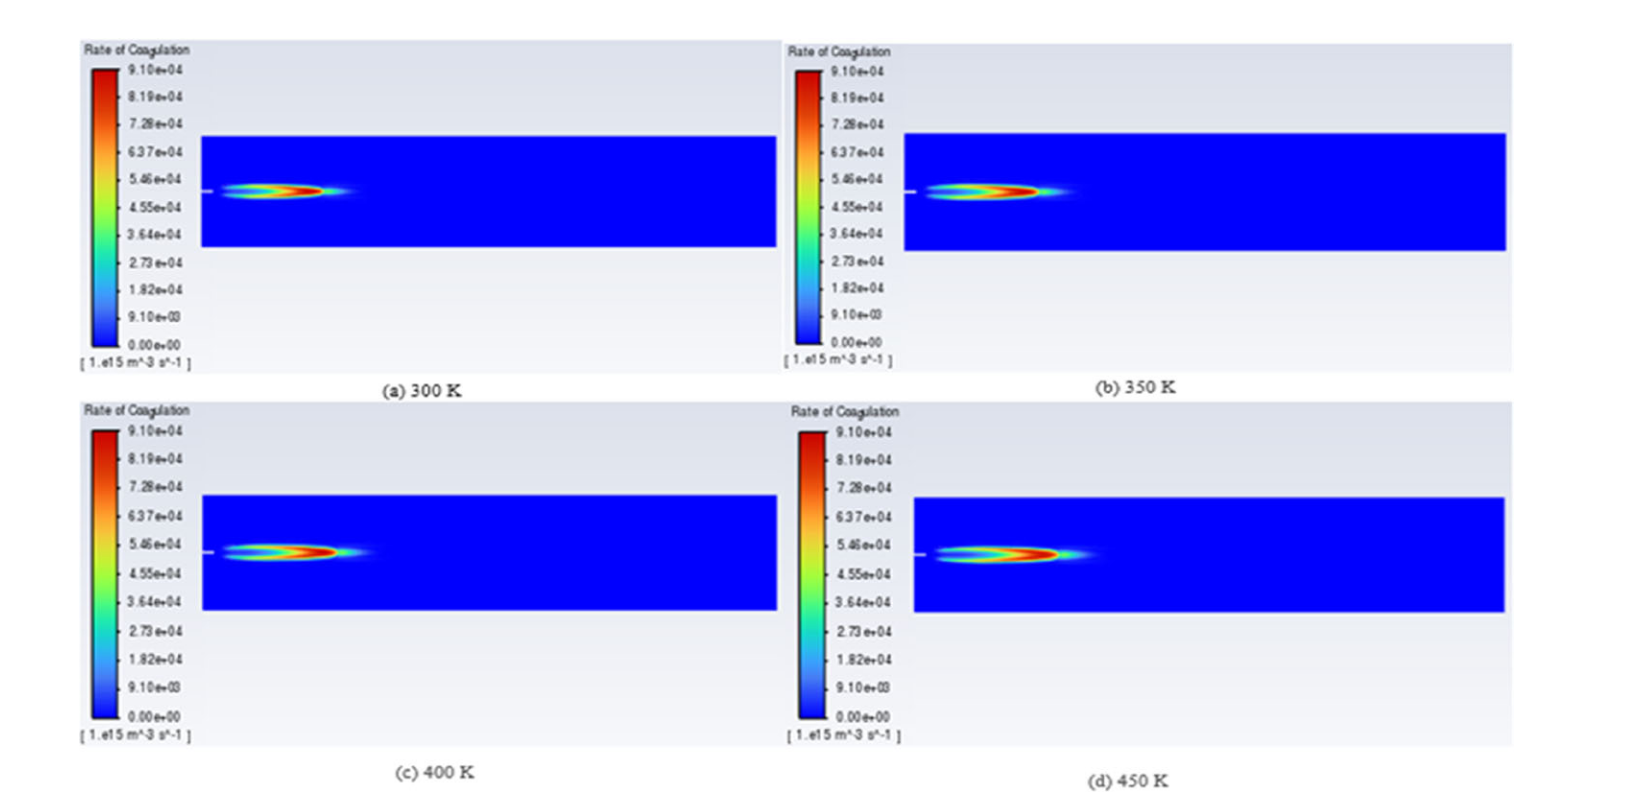 Rate of Coagulation
9.10e+04
8.19e+04
7.28e+04
6.37e+04
5.46e+04
4.55e+04
3.64e+04
2.73e+04
1.82e+04
9.10e+03
0.00e+00
[ 1.e15 m^-3 s^-1 ]
(a) 300 K
Rate of Coagulation
9.10e+04
8.19e+04
7.28e+04
6.37e+04
5.46e+04
4.55e+04
3.64e+04
2.73e+04
1.82e+04
9.10e+03
0.00e+00
[ 1.e15 m^-3 s^-1 ]
(b) 350 K
Rate of Coagulation
9.10e+04
8.19e+04
7.28e+04
6.37e+04
5.46e+04
4.55e+04
3.64e+04
2.73e+04
1.82e+04
9.10e+03
0.00e+00
[ 1.e15 m^-3 s^-1 ]
(c) 400 K
Rate of Coagulation
9.10e+04
8.19e+04
7.28e+04
6.37e+04
5.46e+04
4.55e+04
3.64e+04
2.73e+04
1.82e+04
9.10e+03
0.00e+00
[ 1.e15 m^-3 s^-1 ]
(d) 450 K